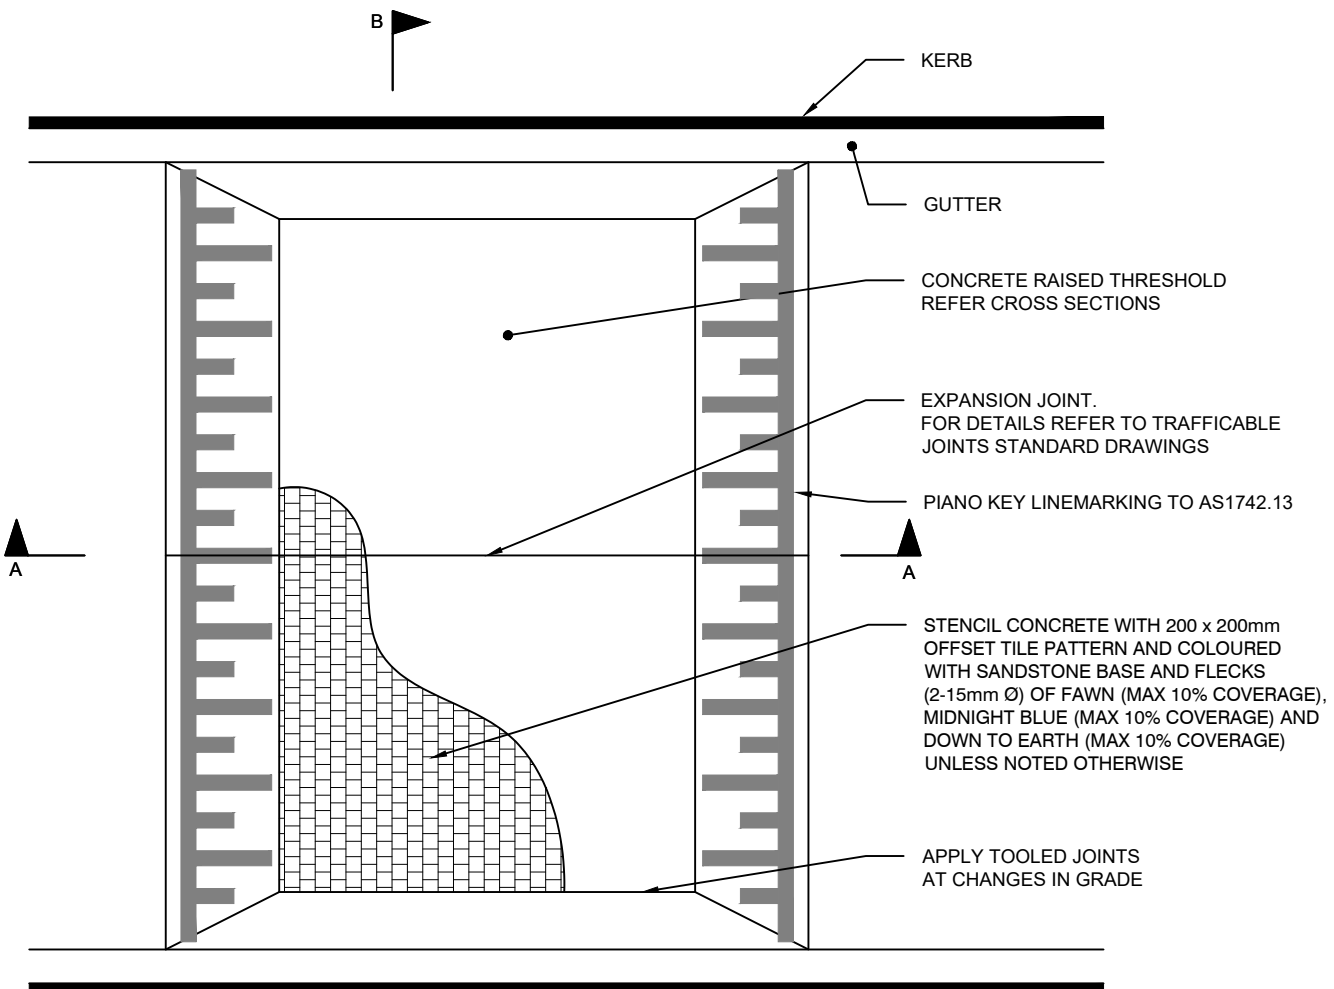 B
KERB
GUTTER
CONCRETE RAISED THRESHOLD
REFER CROSS SECTIONS
EXPANSION JOINT.
FOR DETAILS REFER TO TRAFFICABLE
JOINTS STANDARD DRAWINGS
PIANO KEY LINEMARKING TO AS1742.13
A
A
STENCIL CONCRETE WITH 200 x 200mm
OFFSET TILE PATTERN AND COLOURED
WITH SANDSTONE BASE AND FLECKS
(2-15mm Ø) OF FAWN (MAX 10% COVERAGE),
MIDNIGHT BLUE (MAX 10% COVERAGE) AND
DOWN TO EARTH (MAX 10% COVERAGE)
UNLESS NOTED OTHERWISE
APPLY TOOLED JOINTS
AT CHANGES IN GRADE